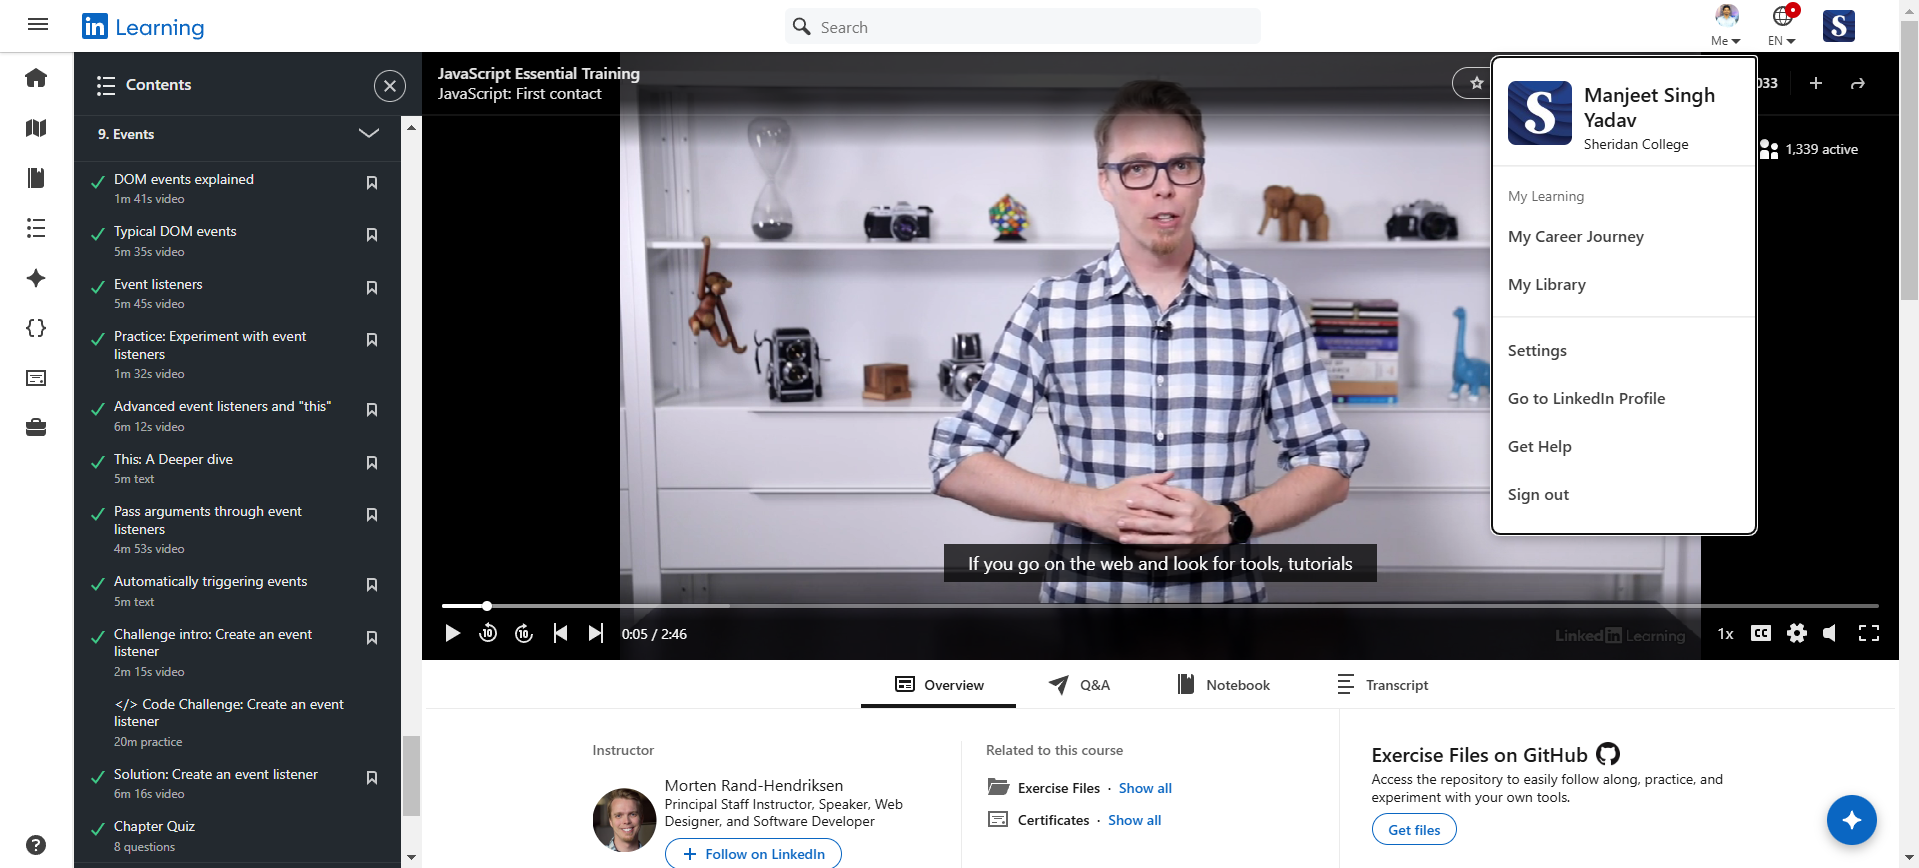 in Learning
Search
Me
EN
S
Contents
9. Events
DOM events explained
1m 41s video
Typical DOM events
5m 35s video
Event listeners
5m 45s video
Practice: Experiment with event
listeners
1m 32s video
Advanced event listeners and "this"
6m 12s video
This: A Deeper dive
5m text
Pass arguments through event
listeners
4m 53s video
Automatically triggering events
5m text
Challenge intro: Create an event
listener
2m 15s video
</> Code Challenge: Create an event
listener
20m practice
Solution: Create an event listener
6m 16s video
Chapter Quiz
8 questions
JavaScript Essential Training
JavaScript: First contact
033
1,339 active
S
Manjeet Singh
Yadav
Sheridan College
My Learning
My Career Journey
My Library
Settings
Go to LinkedIn Profile
Get Help
Sign out
If you go on the web and look for tools, tutorials
10
10
0:05 / 2:46
Linked in Learning
1x
CC
Overview
Q&A
Notebook
Transcript
Instructor
Morten Rand-Hendriksen
Principal Staff Instructor, Speaker, Web
Designer, and Software Developer
+ Follow on LinkedIn
Related to this course
Exercise Files · Show all
Certificates · Show all
Exercise Files on GitHub
Access the repository to easily follow along, practice, and
experiment with your own tools.
Get files